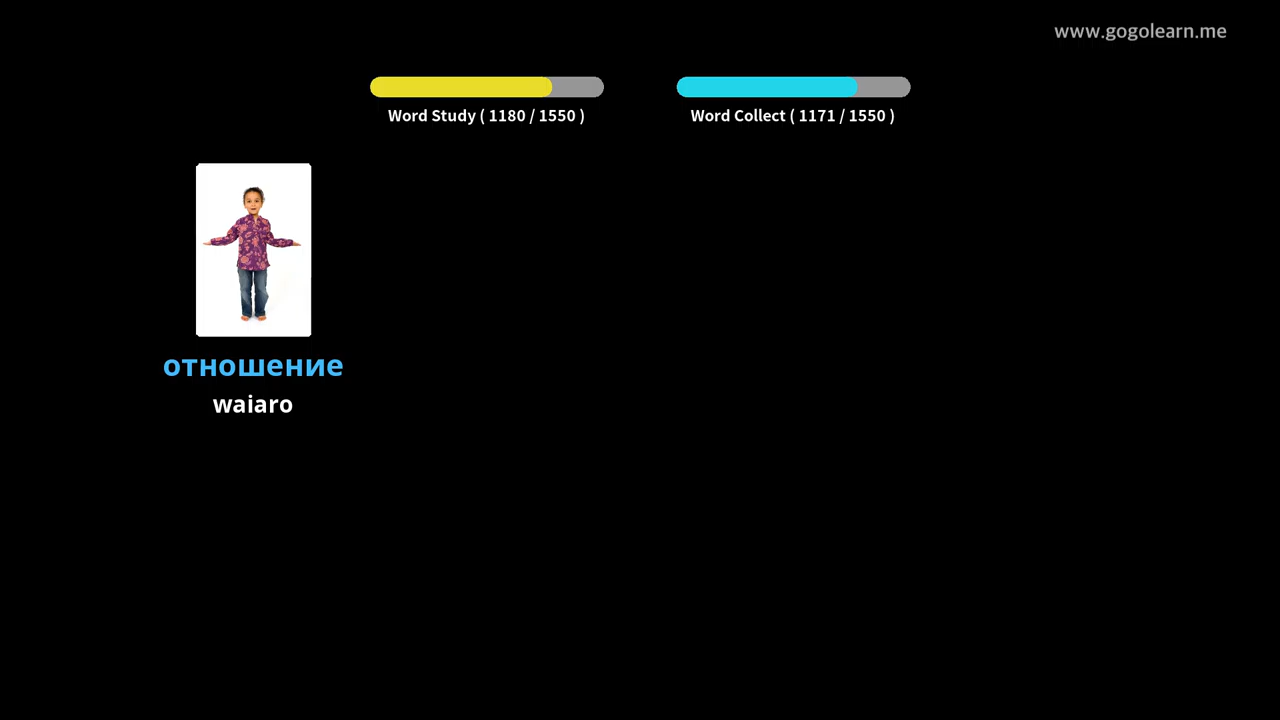 www.gogolearn.me
Word Study ( 1180 / 1550 )
Word Collect ( 1171 / 1550 )
отношение
waiaro